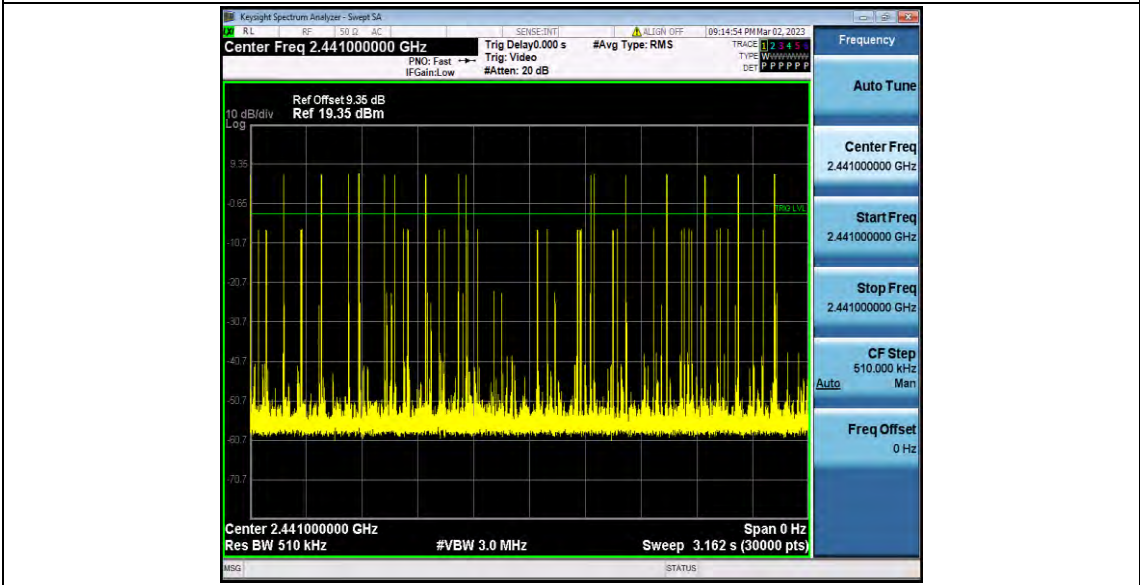 Keysight Spectrum Analyzer - Swept SA
RL RF 50 Ω AC SENSE:INT ALIGN OFF 09:14:54 PM Mar 02, 2023
Center Freq 2.441000000 GHz
PNO: Fast
IFGain:Low
Trig Delay0.000 s
Trig: Video
#Atten: 20 dB
#Avg Type: RMS
TRACE 1 2 3 4 5 6
TYPE W
DET P P P P P P
Ref Offset 9.35 dB
10 dB/div Ref 19.35 dBm
Log
9.35
-0.65
TRIG LVL
-10.7
-20.7
-30.7
-40.7
-50.7
-60.7
-70.7
Center 2.441000000 GHz Span 0 Hz
Res BW 510 kHz #VBW 3.0 MHz Sweep 3.162 s (30000 pts)
MSG STATUS
Frequency
Auto Tune
Center Freq
2.441000000 GHz
Start Freq
2.441000000 GHz
Stop Freq
2.441000000 GHz
CF Step
510.000 kHz
Auto Man
Freq Offset
0 Hz